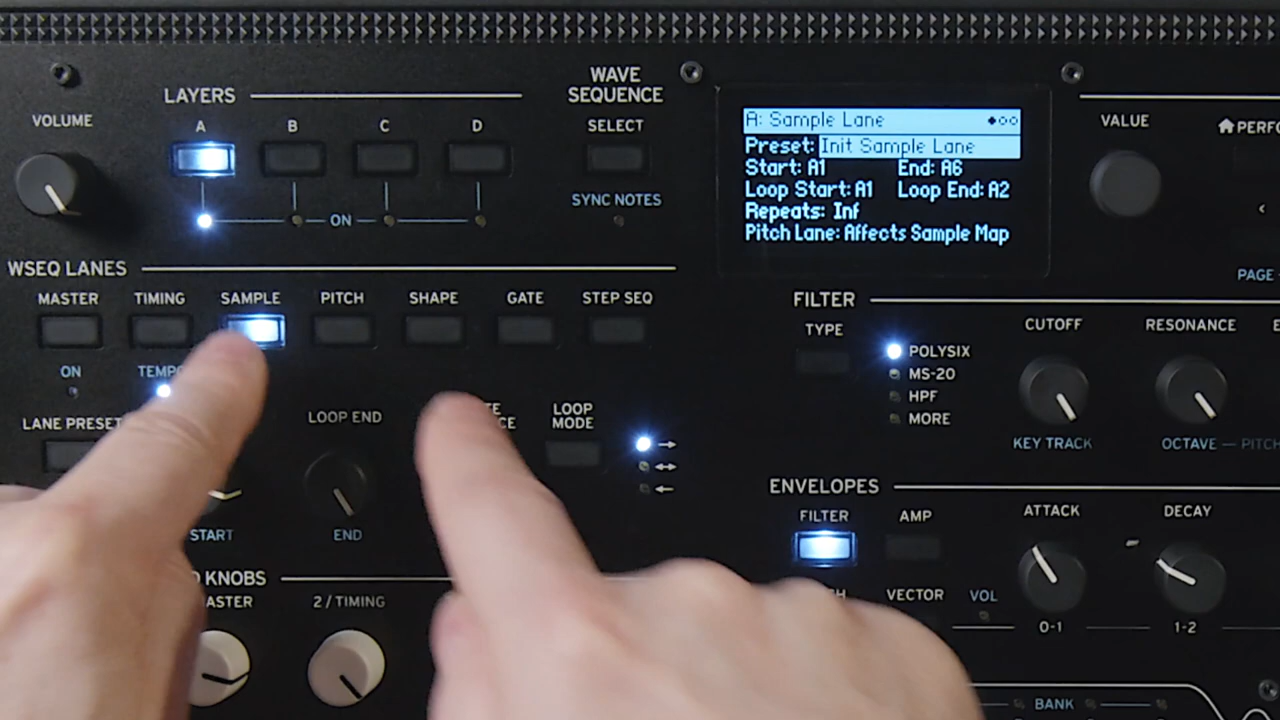 VOLUME
LAYERS
A
B
C
D
ON
WAVE
SEQUENCE
SELECT
SYNC NOTES
A: Sample Lane
Preset: Init Sample Lane
Start: A1 End: A6
Loop Start: A1 Loop End: A2
Repeats: Inf
Pitch Lane: Affects Sample Map
VALUE
PAGE
WSEQ LANES
MASTER
TIMING
SAMPLE
PITCH
SHAPE
GATE
STEP SEQ
ON
LANE PRESET
LOOP END
LOOP
MODE
START
END
KNOBS
2 / TIMING
FILTER
TYPE
POLYSIX
MS-20
HPF
MORE
CUTOFF
RESONANCE
KEY TRACK
OCTAVE
ENVELOPES
FILTER
AMP
VECTOR
VOL
ATTACK
DECAY
0-1
1-2
BANK